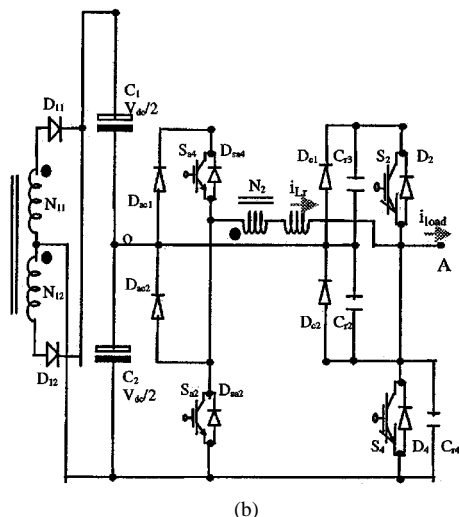 C1
Vdc/2
D11
N11
N12
D12
C2
Vdc/2
o
Dac1
Dac2
Sa4
Dsa4
Sa2
Dsa2
N2
iLr
Dc1
Cr3
S2
D2
iload
A
Dc2
Cr2
S4
D4
Cr4
(b)